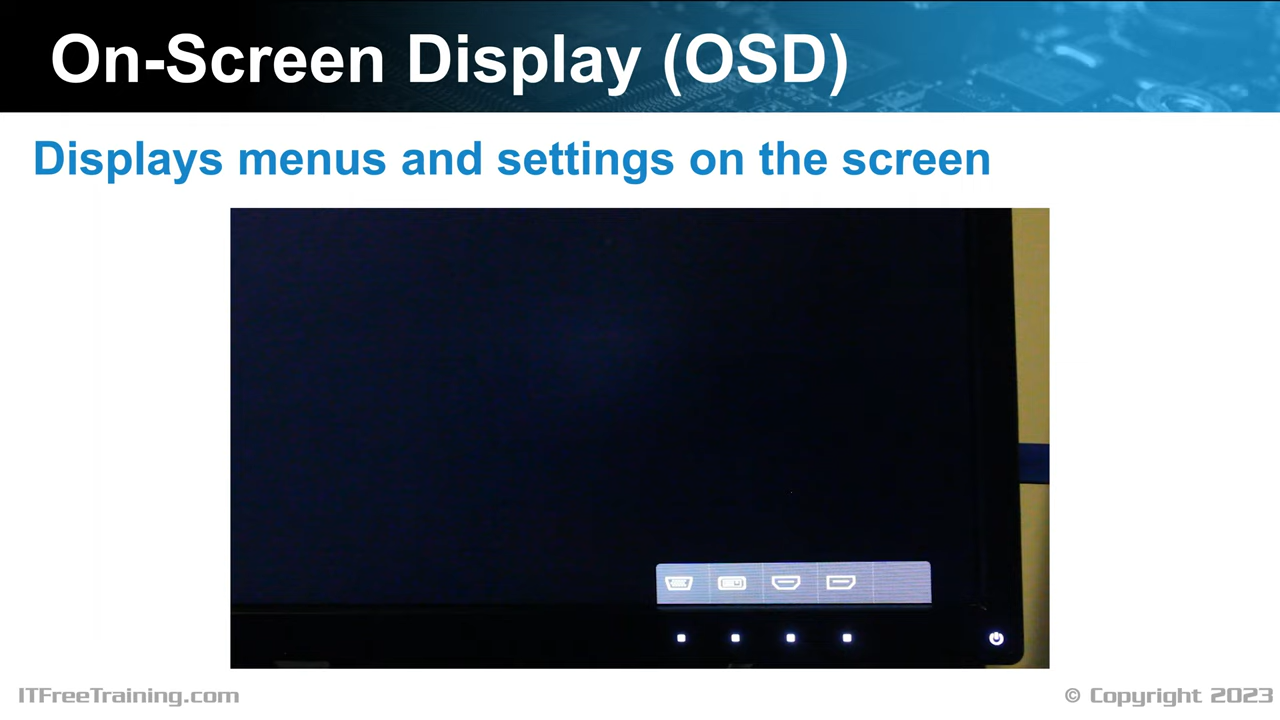 On-Screen Display (OSD)
Displays menus and settings on the screen
ITFreeTraining.com
© Copyright 2023